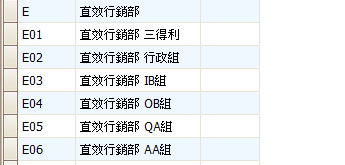 E 直效行銷部
E01 直效行銷部 三得利
E02 直效行銷部 行政組
E03 直效行銷部 IB組
E04 直效行銷部 OB組
E05 直效行銷部 QA組
E06 直效行銷部 AA組